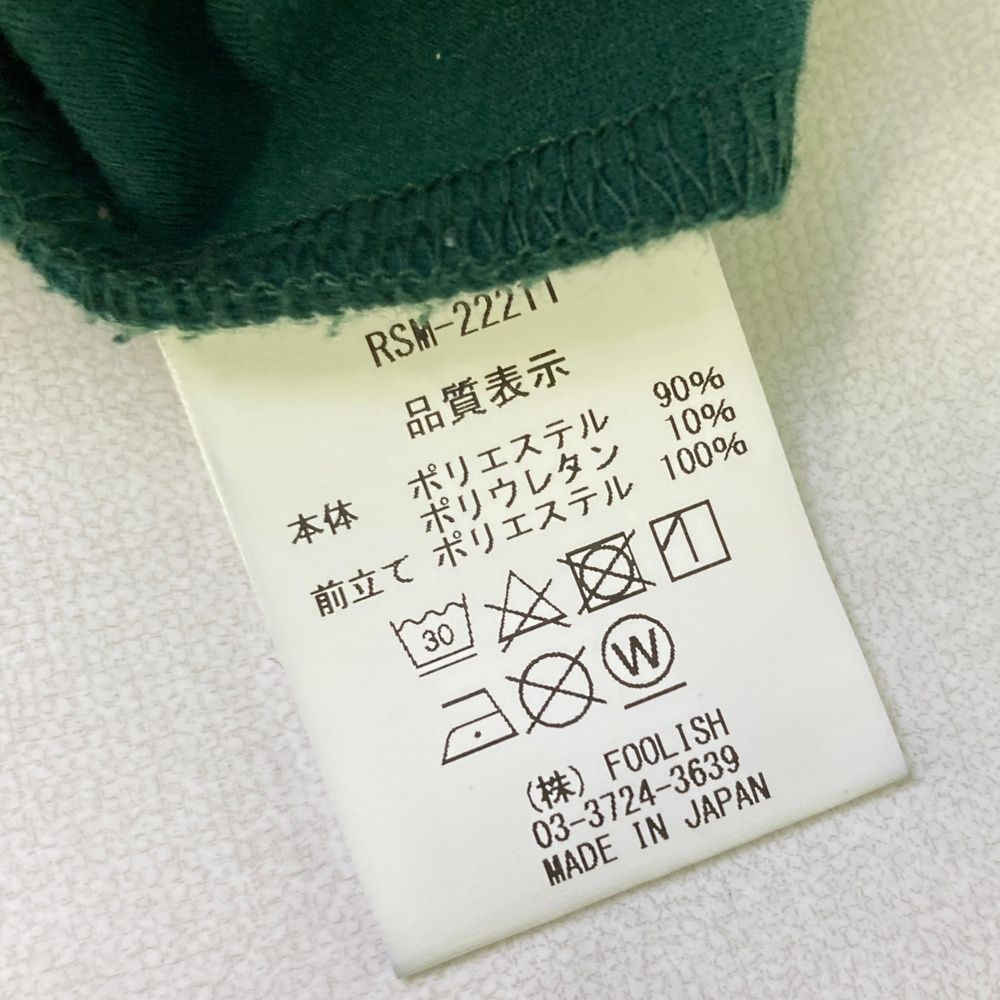 RSM-22211
品質表示
本体 ポリエステル 90%
ポリウレタン 10%
前立て ポリエステル 100%
30
W
(株) FOOLISH
03-3724-3639
MADE IN JAPAN